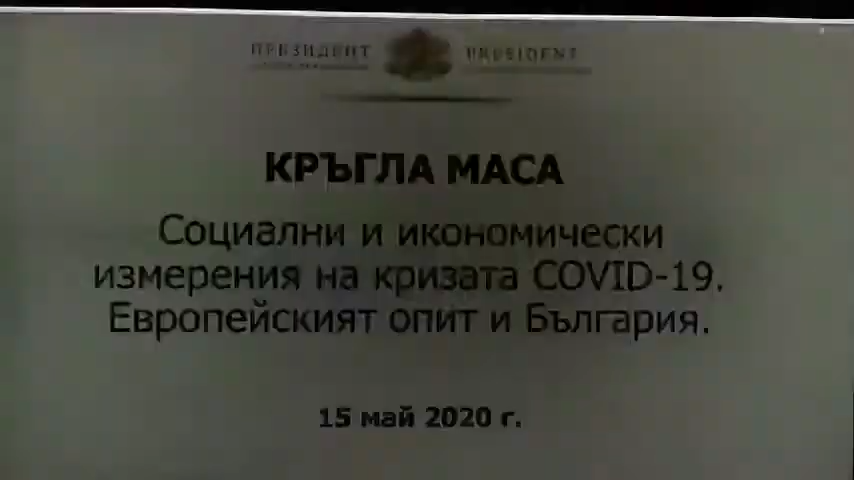 ПРЕЗИДЕНТ PRESIDENT
КРЪГЛА МАСА
Социални и икономически
измерения на кризата COVID-19.
Европейският опит и България.
15 май 2020 г.